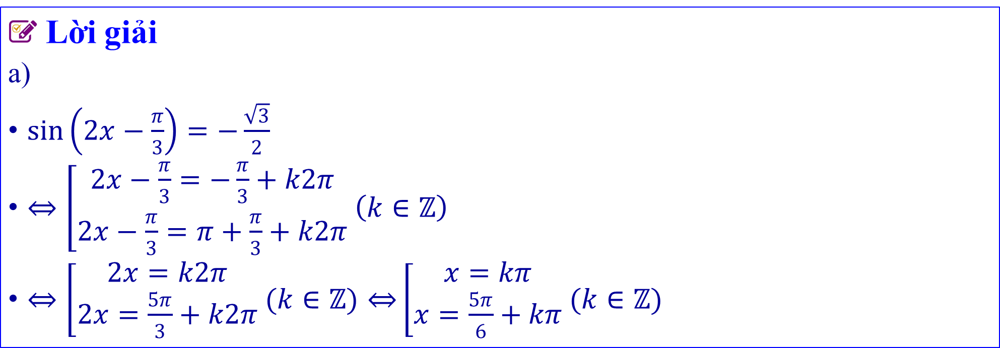 Lời giải
a)
• sin(2x − π/3) = −√3/2
• ⇔ [2x − π/3 = −π/3 + k2π
2x − π/3 = π + π/3 + k2π (k ∈ ℤ)
• ⇔ [2x = k2π
2x = 5π/3 + k2π (k ∈ ℤ) ⇔ [x = kπ
x = 5π/6 + kπ (k ∈ ℤ)